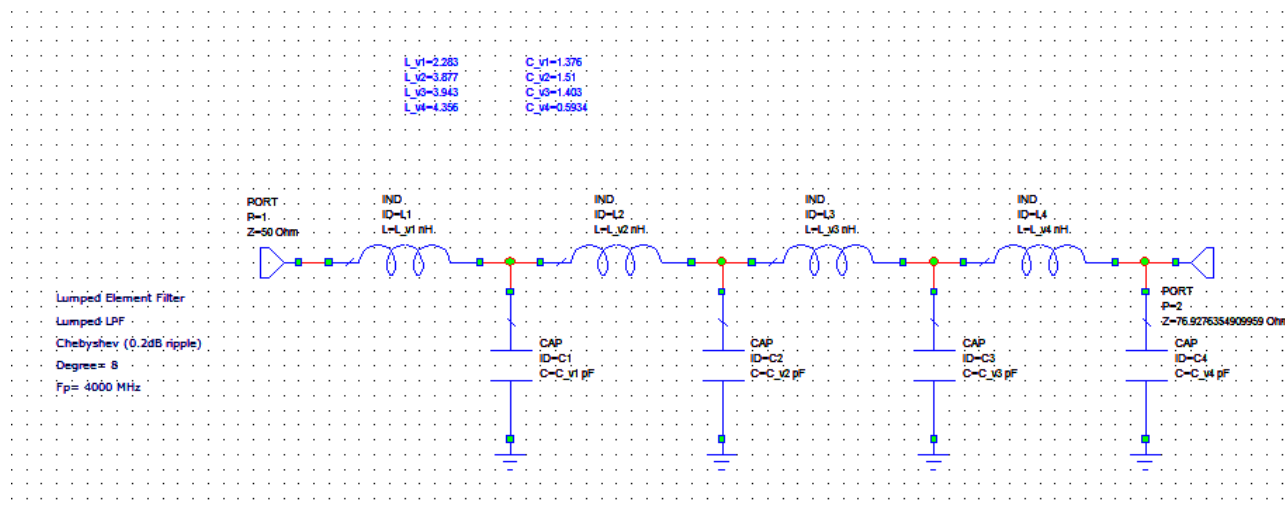 L_v1=2.283
L_v2=3.877
L_v3=3.943
L_v4=4.356
C_v1=1.376
C_v2=1.51
C_v3=1.403
C_v4=0.5934
PORT
P=1
Z=50 Ohm
IND
ID=L1
L=L_v1 nH
IND
ID=L2
L=L_v2 nH
IND
ID=L3
L=L_v3 nH
IND
ID=L4
L=L_v4 nH
PORT
P=2
Z=76.9276354909959 Ohm
Lumped Element Filter
Lumped LPF
Chebyshev (0.2dB ripple)
Degree= 8
Fp= 4000 MHz
CAP
ID=C1
C=C_v1 pF
CAP
ID=C2
C=C_v2 pF
CAP
ID=C3
C=C_v3 pF
CAP
ID=C4
C=C_v4 pF